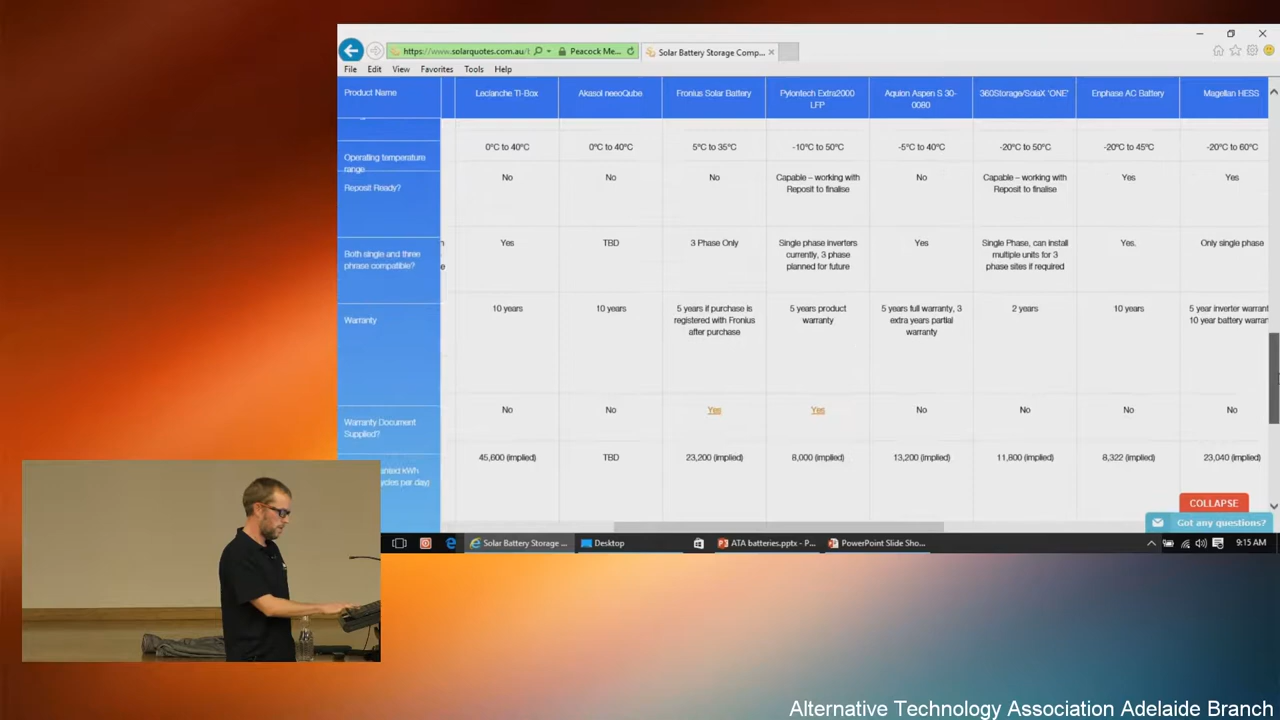 https://www.solarquotes.com.au/b
Peacock Me...
Solar Battery Storage Comp...
File Edit View Favorites Tools Help
Product Name
Leclanche TI-Box
Akasol neeoQube
Fronius Solar Battery
Pylontech Extra2000
LFP
Aquion Aspen S 30-
0080
360Storage/SolaX 'ONE'
Enphase AC Battery
Magellan HESS
Operating temperature
range
0°C to 40°C
0°C to 40°C
5°C to 35°C
-10°C to 50°C
-5°C to 40°C
-20°C to 50°C
-20°C to 45°C
-20°C to 60°C
Reposit Ready?
No
No
No
Capable – working with
Reposit to finalise
No
Capable – working with
Reposit to finalise
Yes
Yes
Both single and three
phrase compatible?
Yes
TBD
3 Phase Only
Single phase inverters
currently, 3 phase
planned for future
Yes
Single Phase, can install
multiple units for 3
phase sites if required
Yes.
Only single phase
Warranty
10 years
10 years
5 years if purchase is
registered with Fronius
after purchase
5 years product
warranty
5 years full warranty, 3
extra years partial
warranty
2 years
10 years
5 year inverter warrant
10 year battery warran
Warranty Document
Supplied?
No
No
Yes
Yes
No
No
No
No
anted kWh
ycles per day)
45,600 (implied)
TBD
23,200 (implied)
8,000 (implied)
13,200 (implied)
11,800 (implied)
8,322 (implied)
23,040 (implied)
COLLAPSE
Got any questions?
Solar Battery Storage ...
Desktop
ATA batteries.pptx - P...
PowerPoint Slide Sho...
9:15 AM
Alternative Technology Association Adelaide Branch